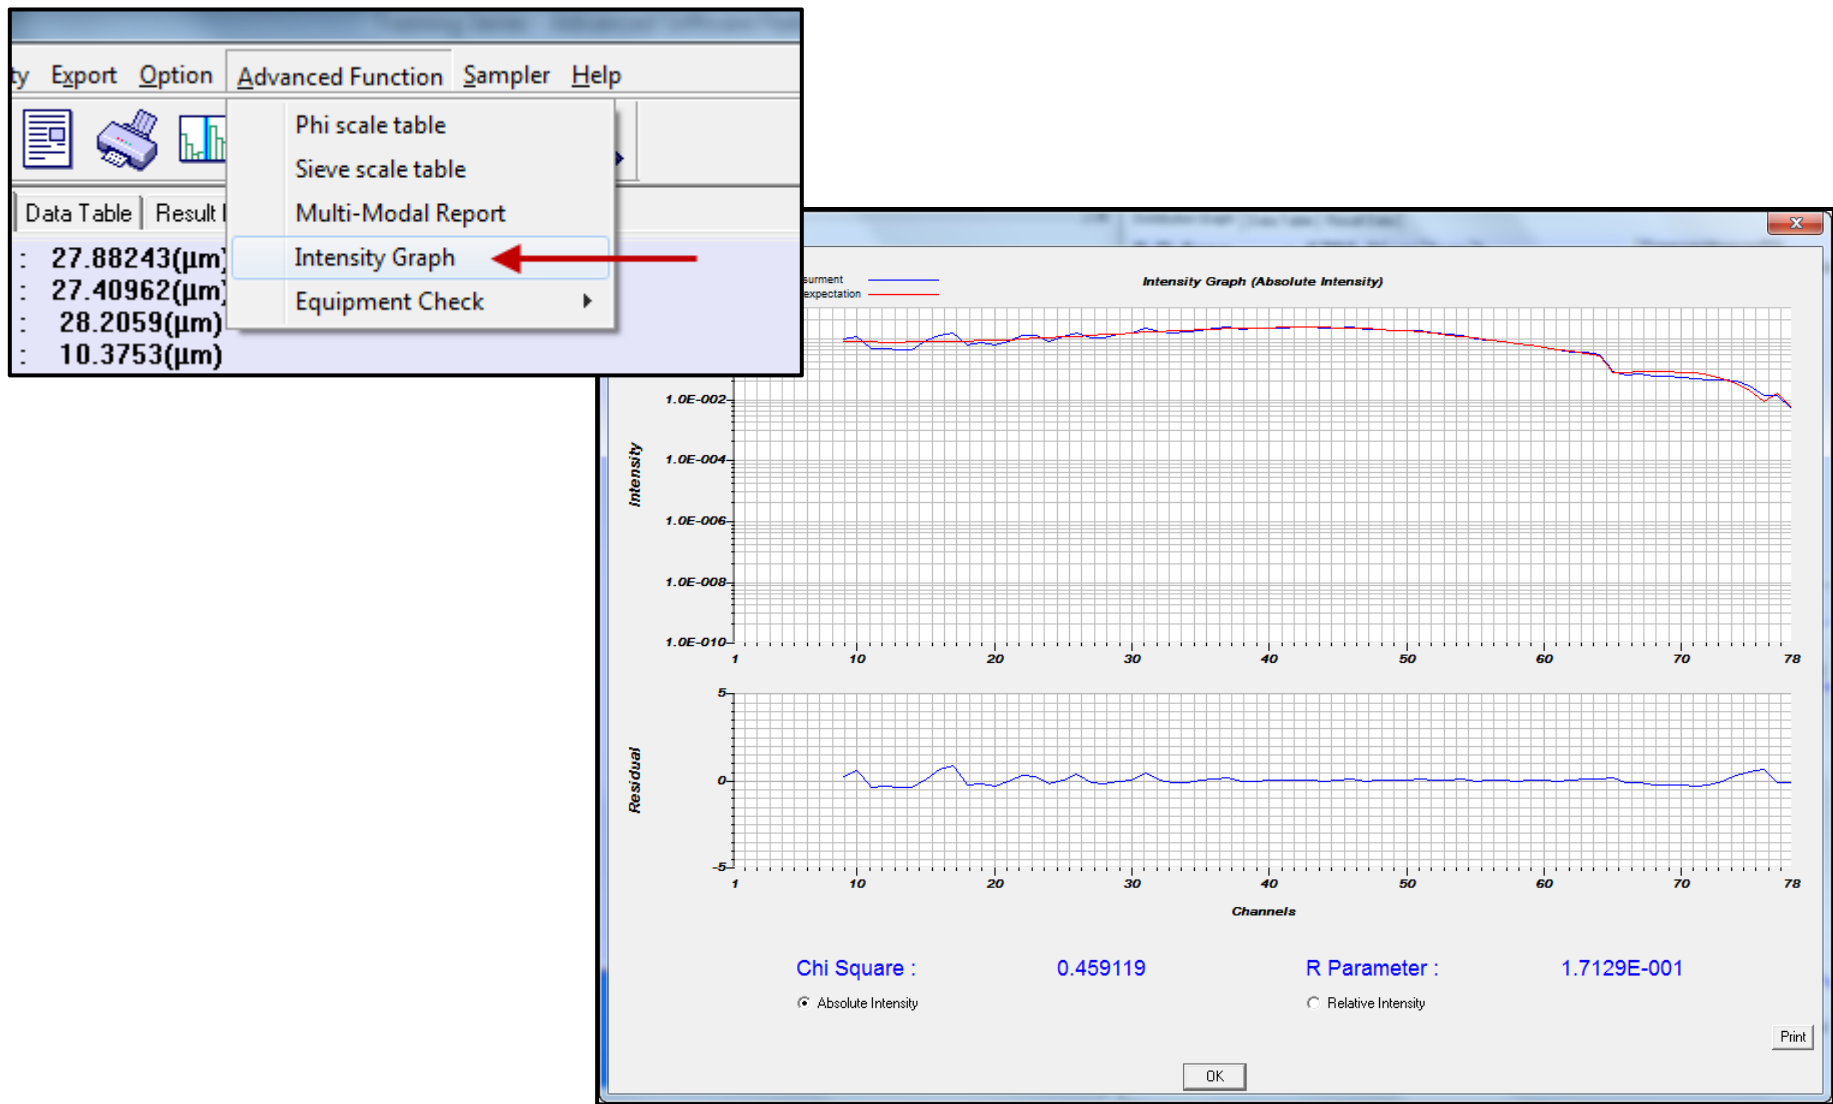 ty Export Option Advanced Function Sampler Help
Phi scale table
Sieve scale table
Multi-Modal Report
Intensity Graph
Equipment Check
Data Table Result
: 27.88243(µm)
: 27.40962(µm)
: 28.2059(µm)
: 10.3753(µm)
x
surment
expectation
Intensity Graph (Absolute Intensity)
Intensity
1.0E-002
1.0E-004
1.0E-006
1.0E-008
1.0E-010
1 10 20 30 40 50 60 70 78
Residual
5
0
-5
1 10 20 30 40 50 60 70 78
Channels
Chi Square : 0.459119 R Parameter : 1.7129E-001
Absolute Intensity Relative Intensity
Print
OK